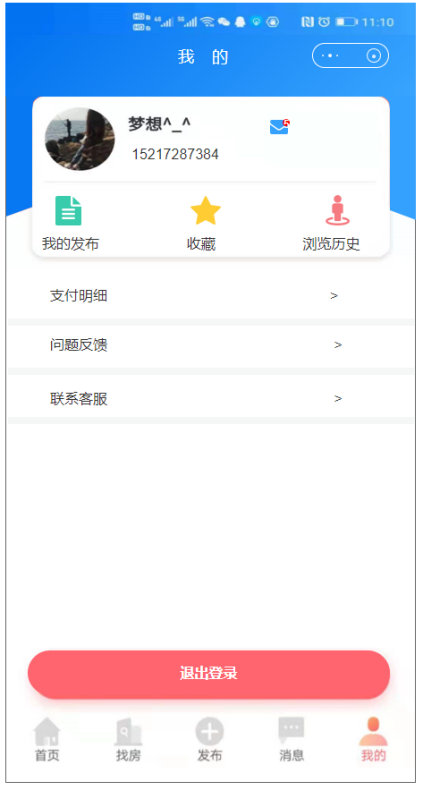 11:10
我 的
梦想^_^
5
15217287384
我的发布
收藏
浏览历史
支付明细 >
问题反馈 >
联系客服 >
退出登录
首页
找房
发布
消息
我的